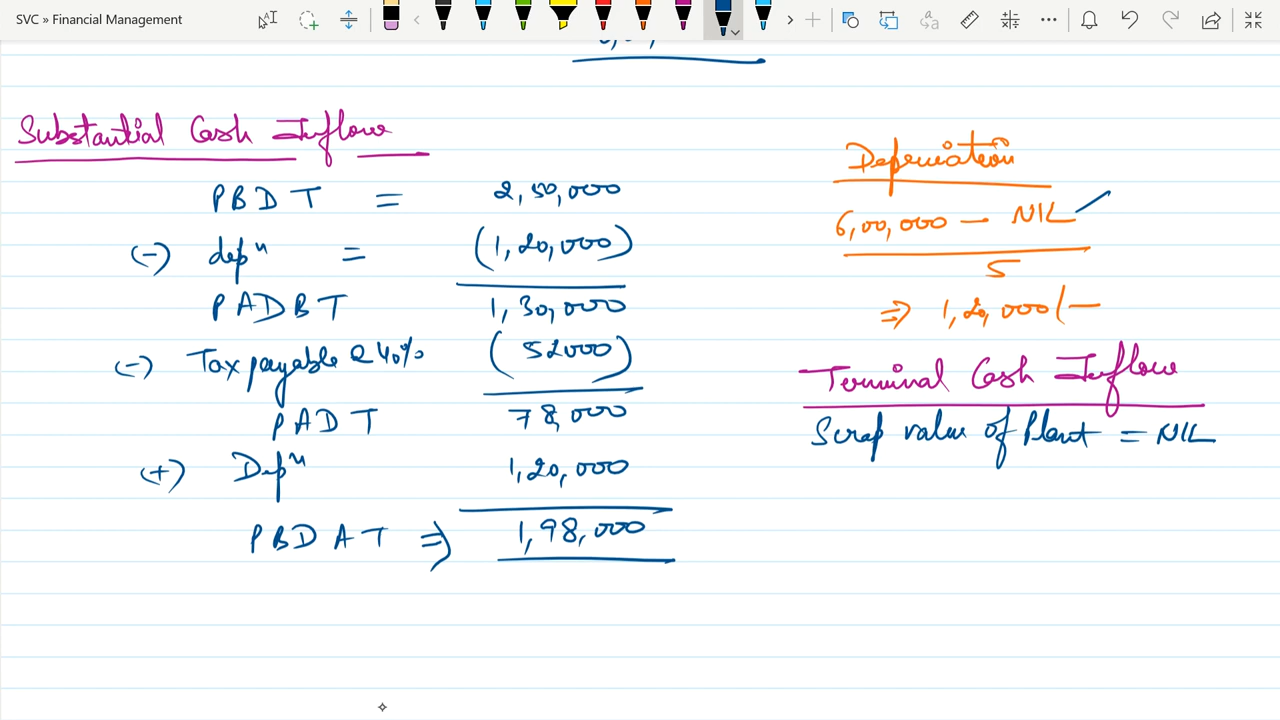 SVC » Financial Management
Substantial Cash Inflow
PBDT = 2,50,000
(-) depn = (1,20,000)
PADBT 1,30,000
(-) Tax payable @ 40% (52000)
PADT 78,000
(+) Depn 1,20,000
PBDAT ⇒ 1,98,000
Depreciation
6,00,000 — NIL
5
⇒ 1,20,000/—
Terminal Cash Inflow
Scrap value of Plant = NIL